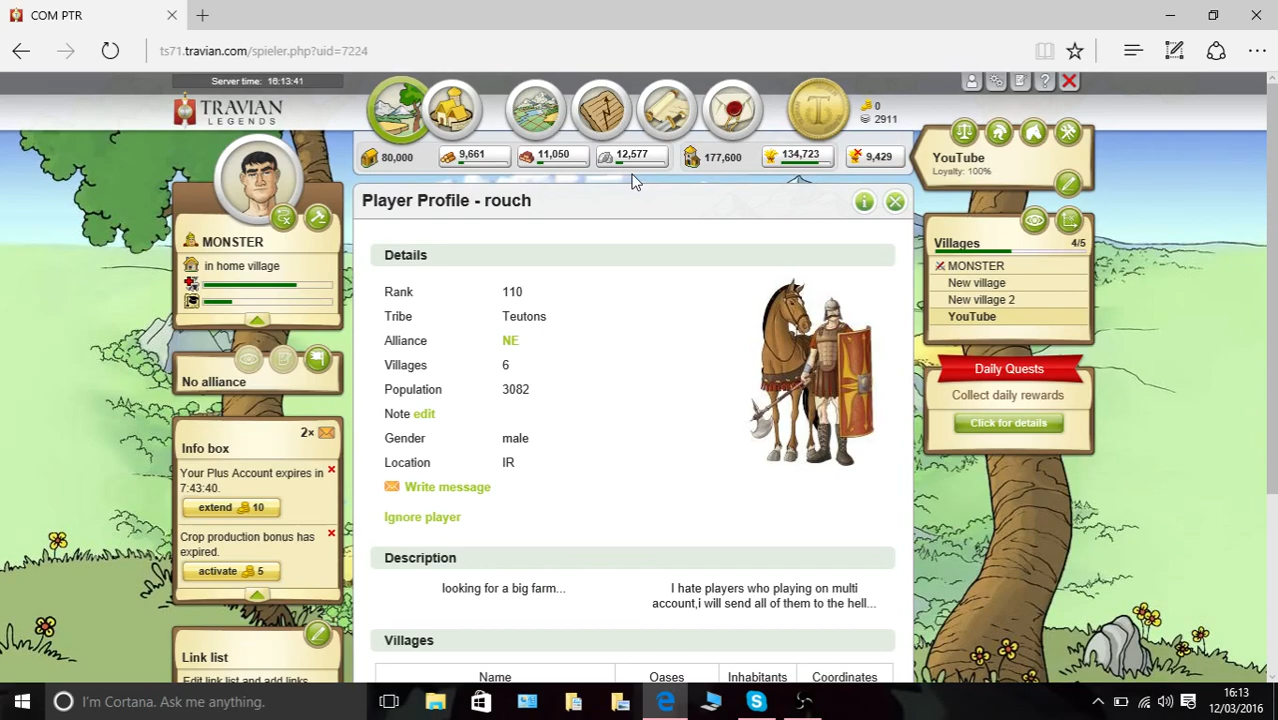 COM PTR
ts71.travian.com/spieler.php?uid=7224
Server time: 16:13:41
TRAVIAN
LEGENDS
0
2911
80,000
9,661
11,050
12,577
177,600
134,723
9,429
YouTube
Loyalty: 100%
MONSTER
in home village
No alliance
2×
Info box
Your Plus Account expires in
7:43:40.
extend 10
Crop production bonus has
expired.
activate 5
Link list
Edit link list and add links
Player Profile - rouch
Details
Rank 110
Tribe Teutons
Alliance NE
Villages 6
Population 3082
Note edit
Gender male
Location IR
Write message
Ignore player
Description
looking for a big farm...
I hate players who playing on multi
account,i will send all of them to the hell...
Villages
Name Oases Inhabitants Coordinates
Villages 4/5
MONSTER
New village
New village 2
YouTube
Daily Quests
Collect daily rewards
Click for details
I'm Cortana. Ask me anything.
16:13
12/03/2016